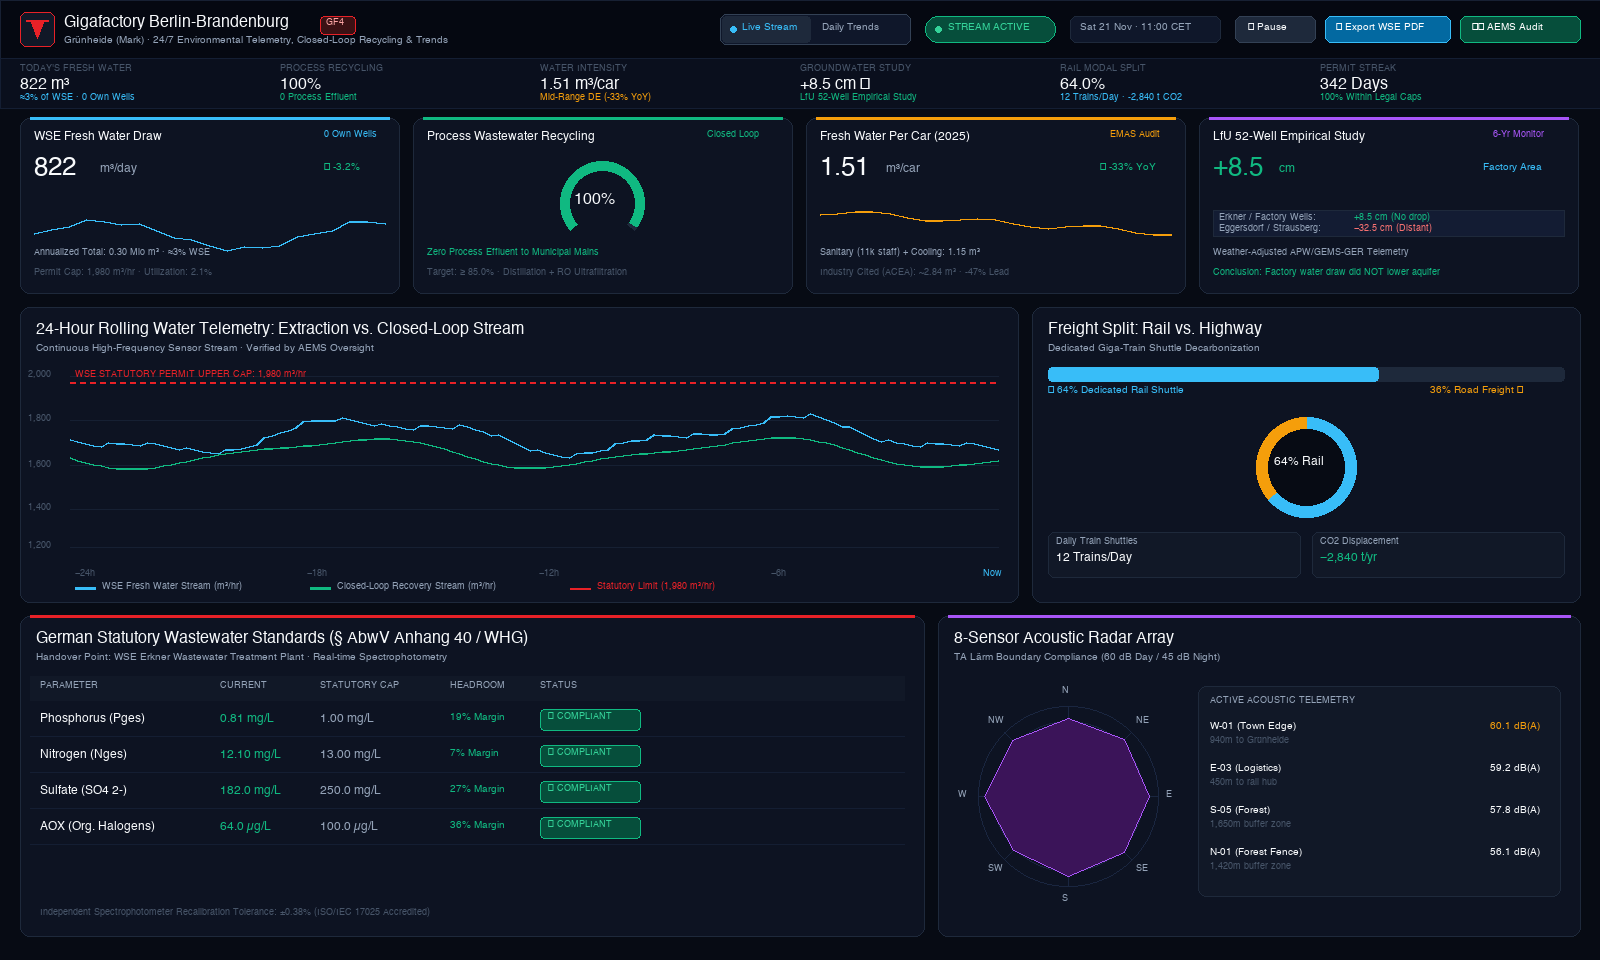 Gigafactory Berlin-Brandenburg
GF4
Grünheide (Mark) · 24/7 Environmental Telemetry, Closed-Loop Recycling & Trends
Live Stream
Daily Trends
STREAM ACTIVE
Sat 21 Nov · 11:00 CET
Pause
Export WSE PDF
AEMS Audit
TODAY'S FRESH WATER
822 m³
≈3% of WSE · 0 Own Wells
PROCESS RECYCLING
100%
0 Process Effluent
WATER INTENSITY
1.51 m³/car
Mid-Range DE (-33% YoY)
GROUNDWATER STUDY
+8.5 cm
LfU 52-Well Empirical Study
RAIL MODAL SPLIT
64.0%
12 Trains/Day · -2,840 t CO2
PERMIT STREAK
342 Days
100% Within Legal Caps
WSE Fresh Water Draw
0 Own Wells
822 m³/day
-3.2%
Annualized Total: 0.30 Mio m³ · ≈3% WSE
Permit Cap: 1,980 m³/hr · Utilization: 2.1%
Process Wastewater Recycling
Closed Loop
100%
Zero Process Effluent to Municipal Mains
Target: ≥ 85.0% · Distillation + RO Ultrafiltration
Fresh Water Per Car (2025)
EMAS Audit
1.51 m³/car
-33% YoY
Sanitary (11k staff) + Cooling: 1.15 m³
Industry Cited (ACEA): ~2.84 m³ · -47% Lead
LfU 52-Well Empirical Study
6-Yr Monitor
+8.5 cm
Factory Area
Erkner / Factory Wells: +8.5 cm (No drop)
Eggersdorf / Strausberg: −32.5 cm (Distant)
Weather-Adjusted APW/GEMS-GER Telemetry
Conclusion: Factory water draw did NOT lower aquifer
24-Hour Rolling Water Telemetry: Extraction vs. Closed-Loop Stream
Continuous High-Frequency Sensor Stream · Verified by AEMS Oversight
WSE STATUTORY PERMIT UPPER CAP: 1,980 m³/hr
2,000
1,800
1,600
1,400
1,200
−24h
−18h
−12h
−6h
Now
WSE Fresh Water Stream (m³/hr)
Closed-Loop Recovery Stream (m³/hr)
Statutory Limit (1,980 m³/hr)
Freight Split: Rail vs. Highway
Dedicated Giga-Train Shuttle Decarbonization
64% Dedicated Rail Shuttle
36% Road Freight
64% Rail
Daily Train Shuttles
12 Trains/Day
CO2 Displacement
−2,840 t/yr
German Statutory Wastewater Standards (§ AbwV Anhang 40 / WHG)
Handover Point: WSE Erkner Wastewater Treatment Plant · Real-time Spectrophotometry
PARAMETER CURRENT STATUTORY CAP HEADROOM STATUS
Phosphorus (Pges) 0.81 mg/L 1.00 mg/L 19% Margin COMPLIANT
Nitrogen (Nges) 12.10 mg/L 13.00 mg/L 7% Margin COMPLIANT
Sulfate (SO4 2-) 182.0 mg/L 250.0 mg/L 27% Margin COMPLIANT
AOX (Org. Halogens) 64.0 µg/L 100.0 µg/L 36% Margin COMPLIANT
Independent Spectrophotometer Recalibration Tolerance: ±0.38% (ISO/IEC 17025 Accredited)
8-Sensor Acoustic Radar Array
TA Lärm Boundary Compliance (60 dB Day / 45 dB Night)
N
NE
E
SE
S
SW
W
NW
ACTIVE ACOUSTIC TELEMETRY
W-01 (Town Edge) 60.1 dB(A)
940m to Grünheide
E-03 (Logistics) 59.2 dB(A)
450m to rail hub
S-05 (Forest) 57.8 dB(A)
1,650m buffer zone
N-01 (Forest Fence) 56.1 dB(A)
1,420m buffer zone